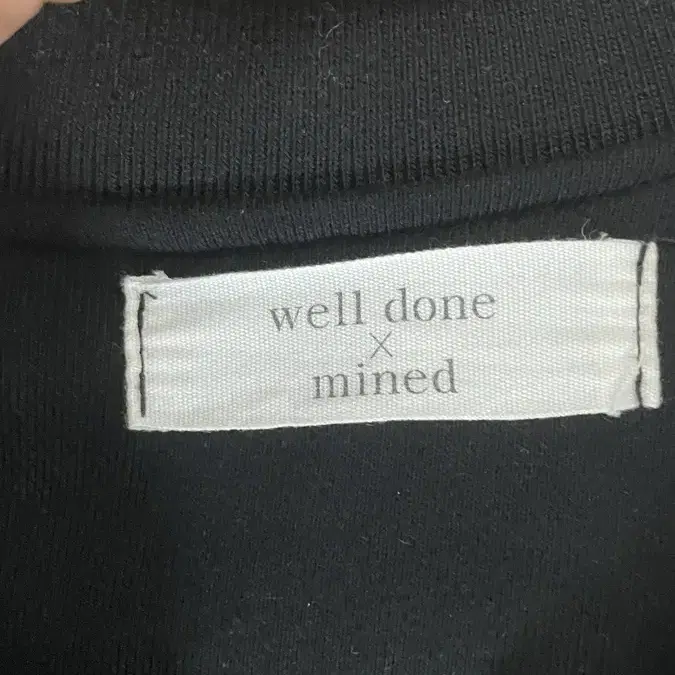 well done
×
mined